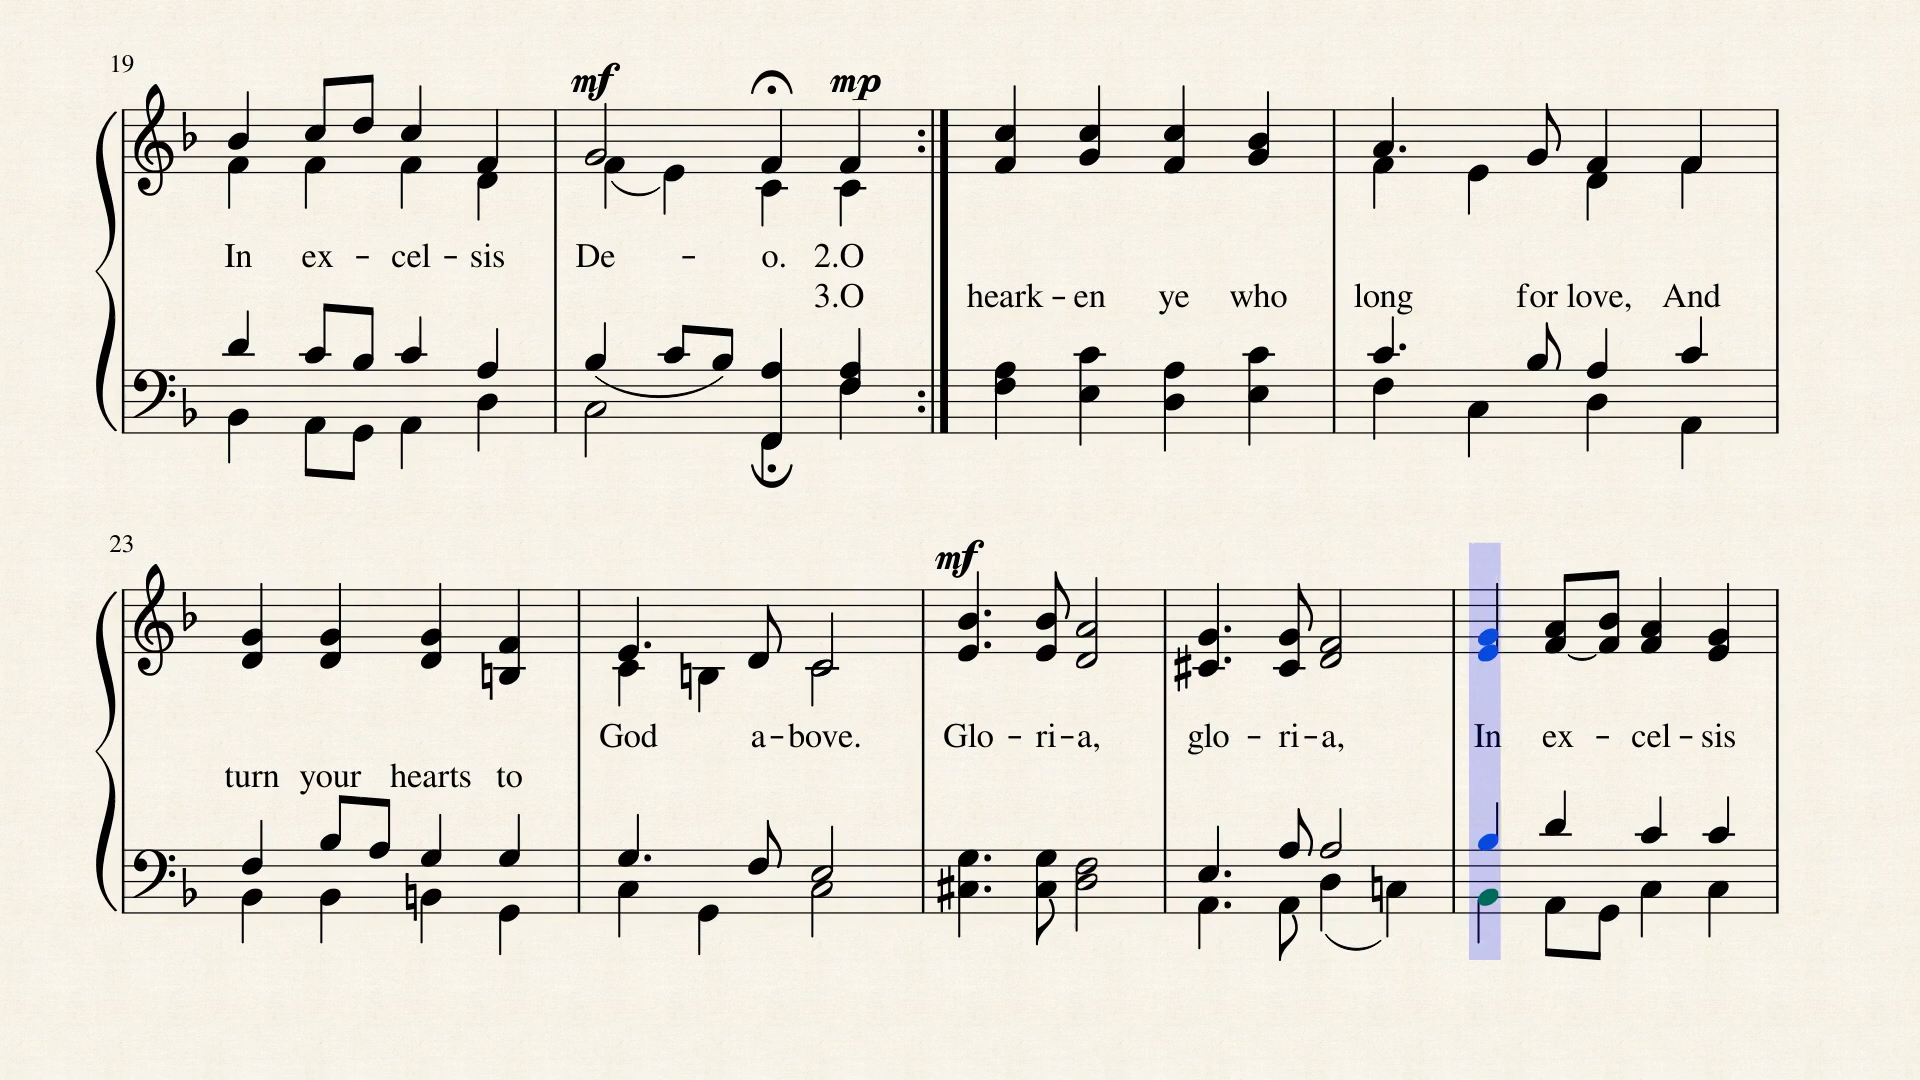 19
mf mp
In ex - cel - sis De - o. 2.O
3.O heark - en ye who long for love, And
23
mf
God a - bove. Glo - ri - a, glo - ri - a, In ex - cel - sis
turn your hearts to